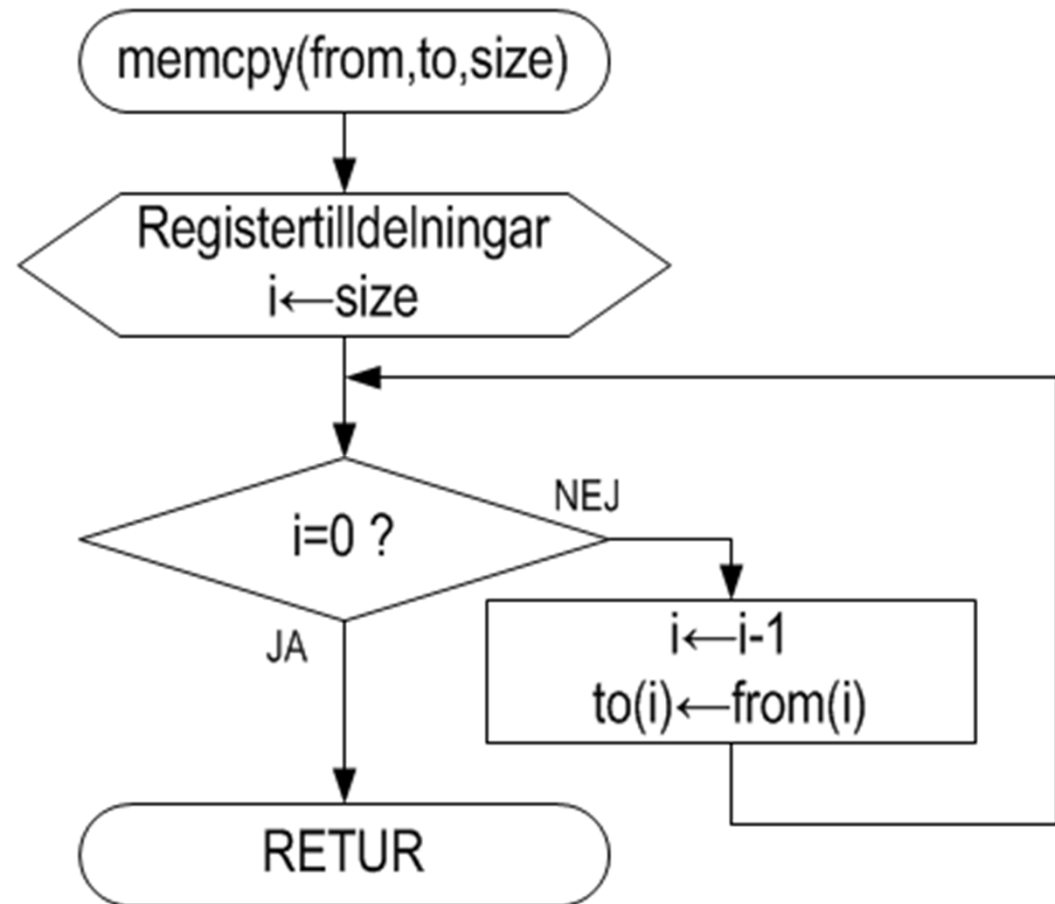 memcpy(from,to,size)
Registertilldelningar
i←size
i=0 ?
NEJ
i←i-1
to(i)←from(i)
JA
RETUR